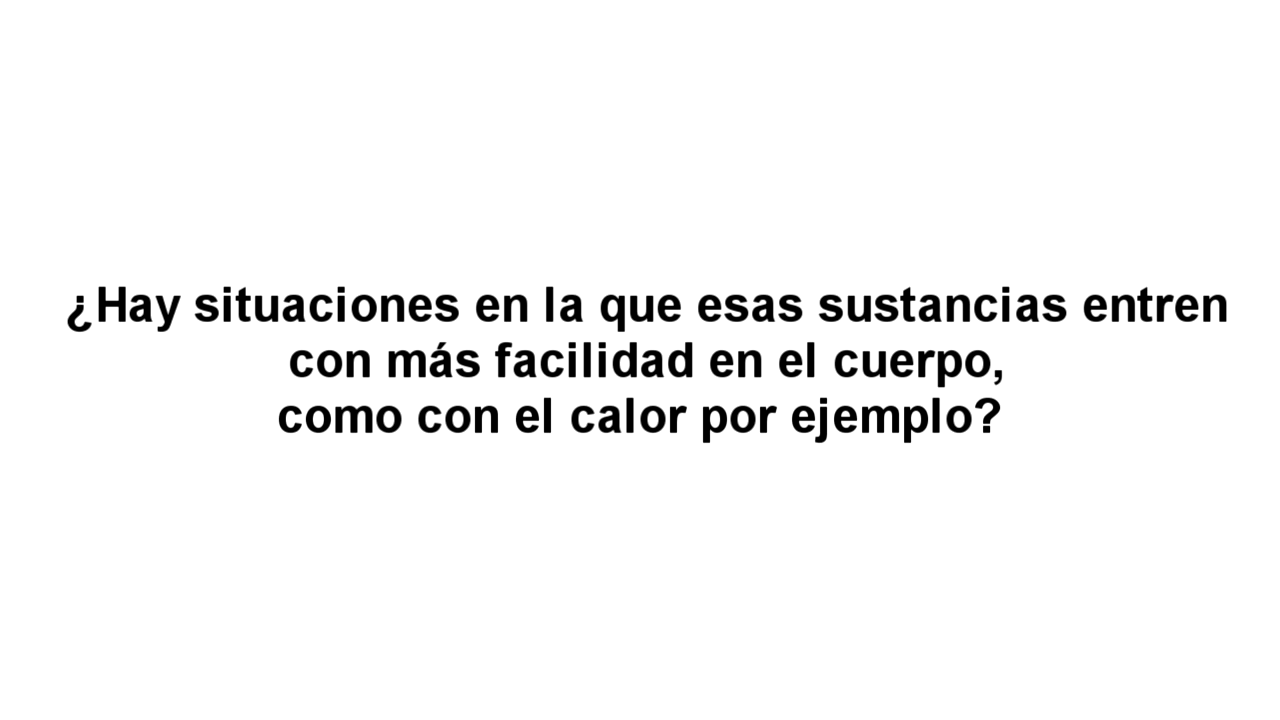 ¿Hay situaciones en la que esas sustancias entren
con más facilidad en el cuerpo,
como con el calor por ejemplo?